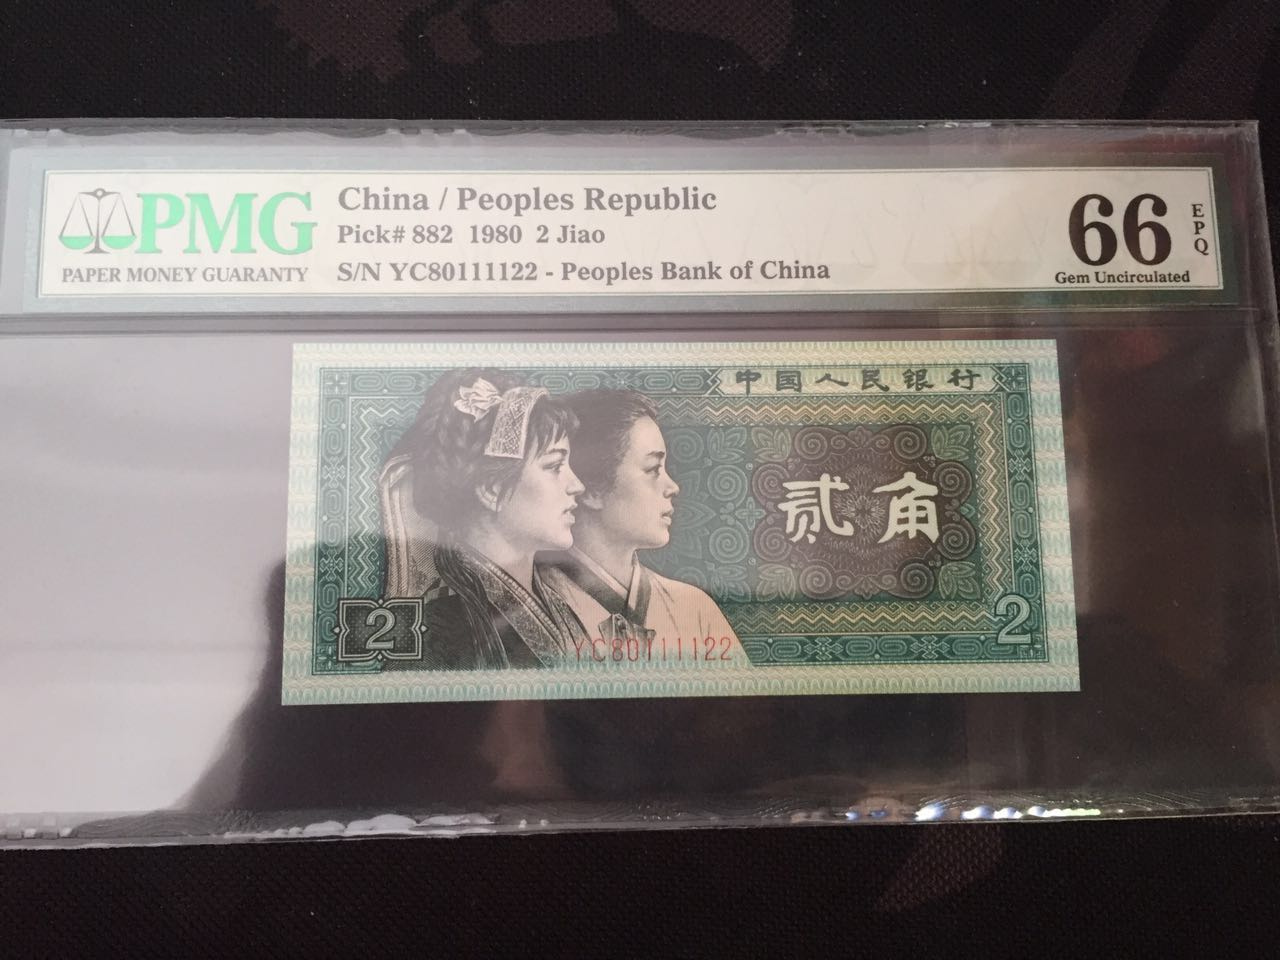 PMG
PAPER MONEY GUARANTY
China / Peoples Republic
Pick# 882 1980 2 Jiao
S/N YC80111122 - Peoples Bank of China
66
EPQ
Gem Uncirculated
中国人民银行
贰角
2
2
YC80111122